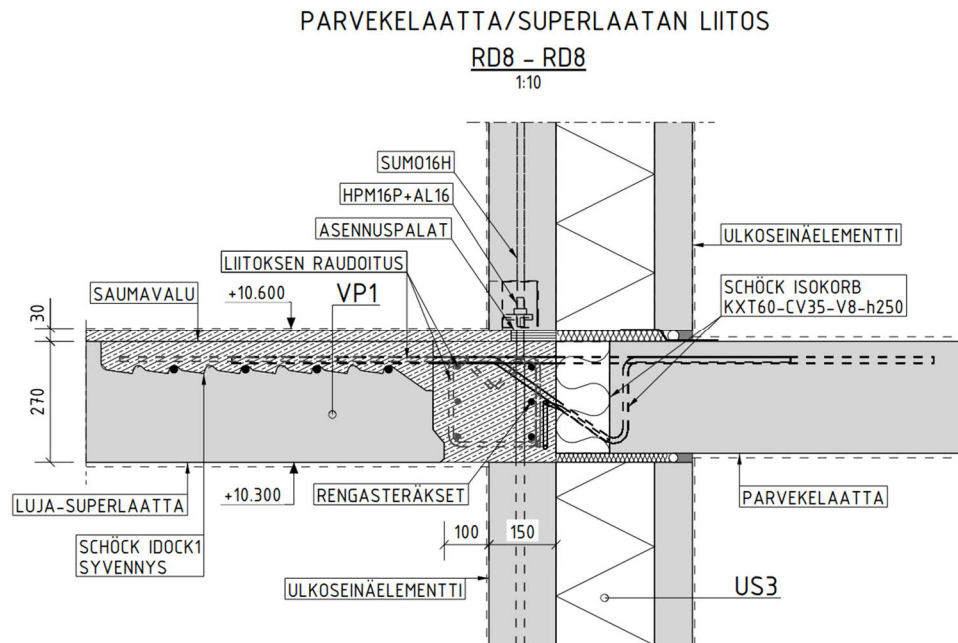 PARVEKELAATTA/SUPERLAATAN LIITOS
RD8 - RD8
1:10
SUMO16H
HPM16P+AL16
ASENNUSPALAT
LIITOKSEN RAUDOITUS
ULKOSEINÄELEMENTTI
SCHÖCK ISOKORB
KXT60-CV35-V8-h250
SAUMAVALU
+10.600
VP1
30
270
LUJA-SUPERLAATTA
+10.300
RENGASTERÄKSET
PARVEKELAATTA
SCHÖCK IDOCK1
SYVENNYS
100
150
ULKOSEINÄELEMENTTI
US3